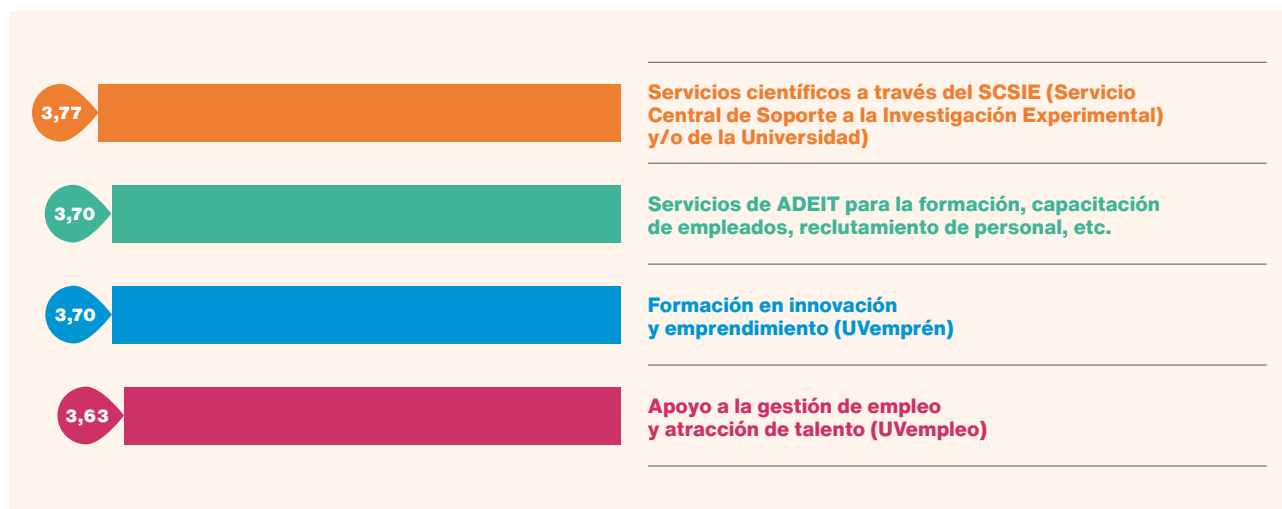 3,77
Servicios científicos a través del SCSIE (Servicio
Central de Soporte a la Investigación Experimental)
y/o de la Universidad)
3,70
Servicios de ADEIT para la formación, capacitación
de empleados, reclutamiento de personal, etc.
3,70
Formación en innovación
y emprendimiento (UVemprén)
3,63
Apoyo a la gestión de empleo
y atracción de talento (UVempleo)